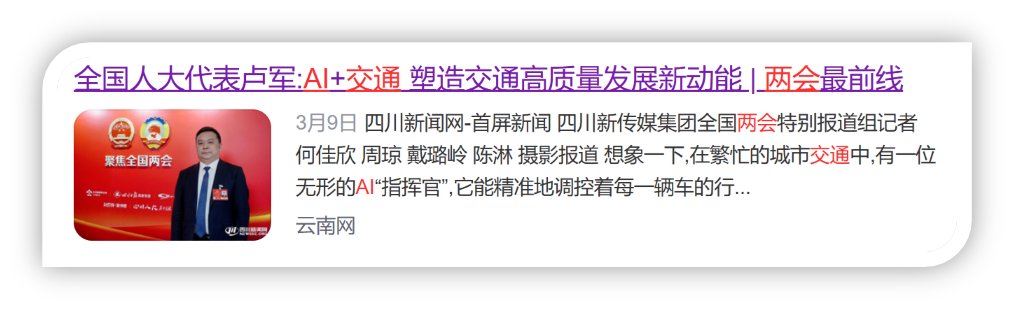 全国人大代表卢军:AI+交通 塑造交通高质量发展新动能 | 两会最前线
聚焦全国两会
四川新闻网
3月9日 四川新闻网-首屏新闻 四川新传媒集团全国两会特别报道组记者
何佳欣 周琼 戴璐岭 陈淋 摄影报道 想象一下,在繁忙的城市交通中,有一位
无形的AI“指挥官”,它能精准地调控着每一辆车的行...
云南网